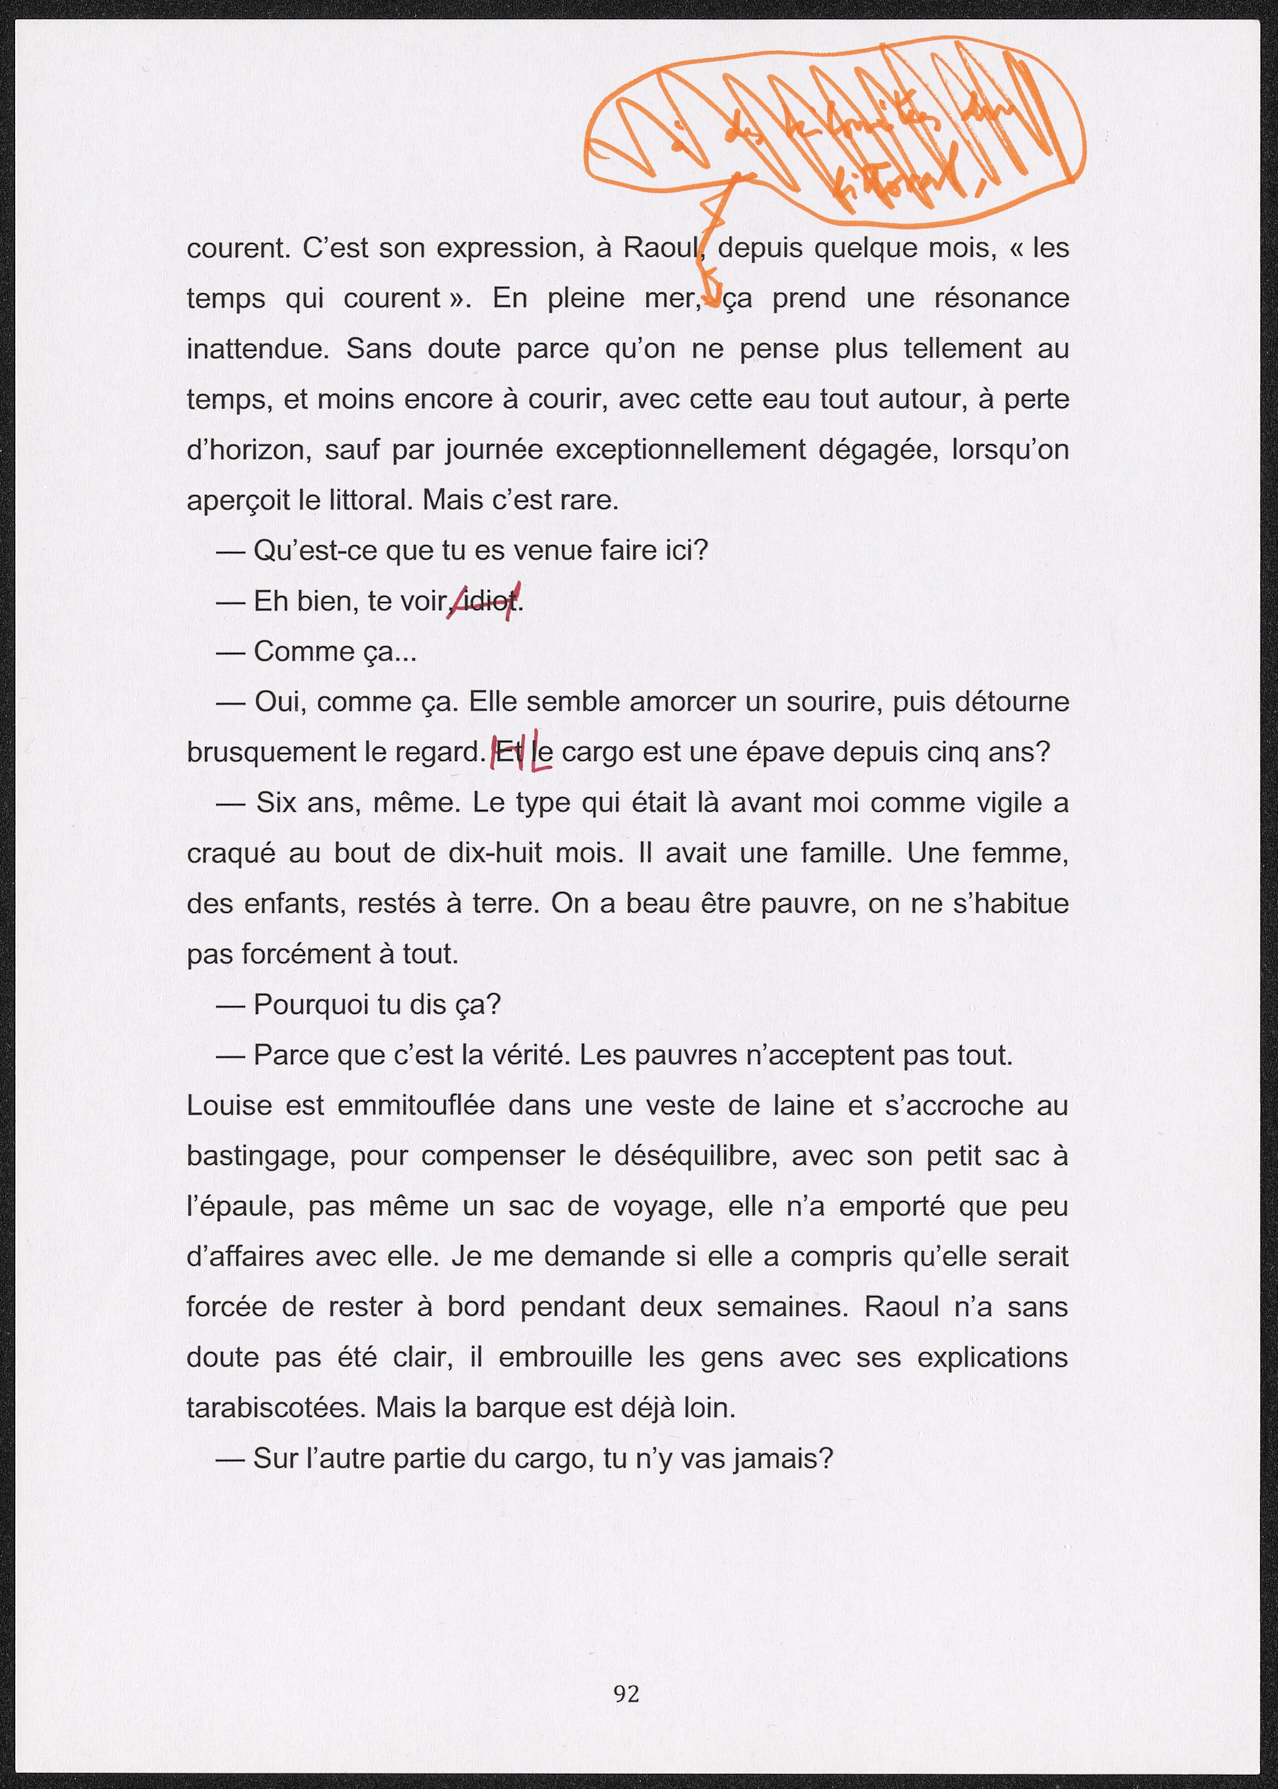 à des
littoral,
courent. C’est son expression, à Raoul, depuis quelque mois, « les
temps qui courent ». En pleine mer, ça prend une résonance
inattendue. Sans doute parce qu’on ne pense plus tellement au
temps, et moins encore à courir, avec cette eau tout autour, à perte
d’horizon, sauf par journée exceptionnellement dégagée, lorsqu’on
aperçoit le littoral. Mais c’est rare.
— Qu’est-ce que tu es venue faire ici?
— Eh bien, te voir, idiot.
— Comme ça...
— Oui, comme ça. Elle semble amorcer un sourire, puis détourne
brusquement le regard. Et le cargo est une épave depuis cinq ans?
— Six ans, même. Le type qui était là avant moi comme vigile a
craqué au bout de dix-huit mois. Il avait une famille. Une femme,
des enfants, restés à terre. On a beau être pauvre, on ne s’habitue
pas forcément à tout.
— Pourquoi tu dis ça?
— Parce que c’est la vérité. Les pauvres n’acceptent pas tout.
Louise est emmitouflée dans une veste de laine et s’accroche au
bastingage, pour compenser le déséquilibre, avec son petit sac à
l’épaule, pas même un sac de voyage, elle n’a emporté que peu
d’affaires avec elle. Je me demande si elle a compris qu’elle serait
forcée de rester à bord pendant deux semaines. Raoul n’a sans
doute pas été clair, il embrouille les gens avec ses explications
tarabiscotées. Mais la barque est déjà loin.
— Sur l’autre partie du cargo, tu n’y vas jamais?
92